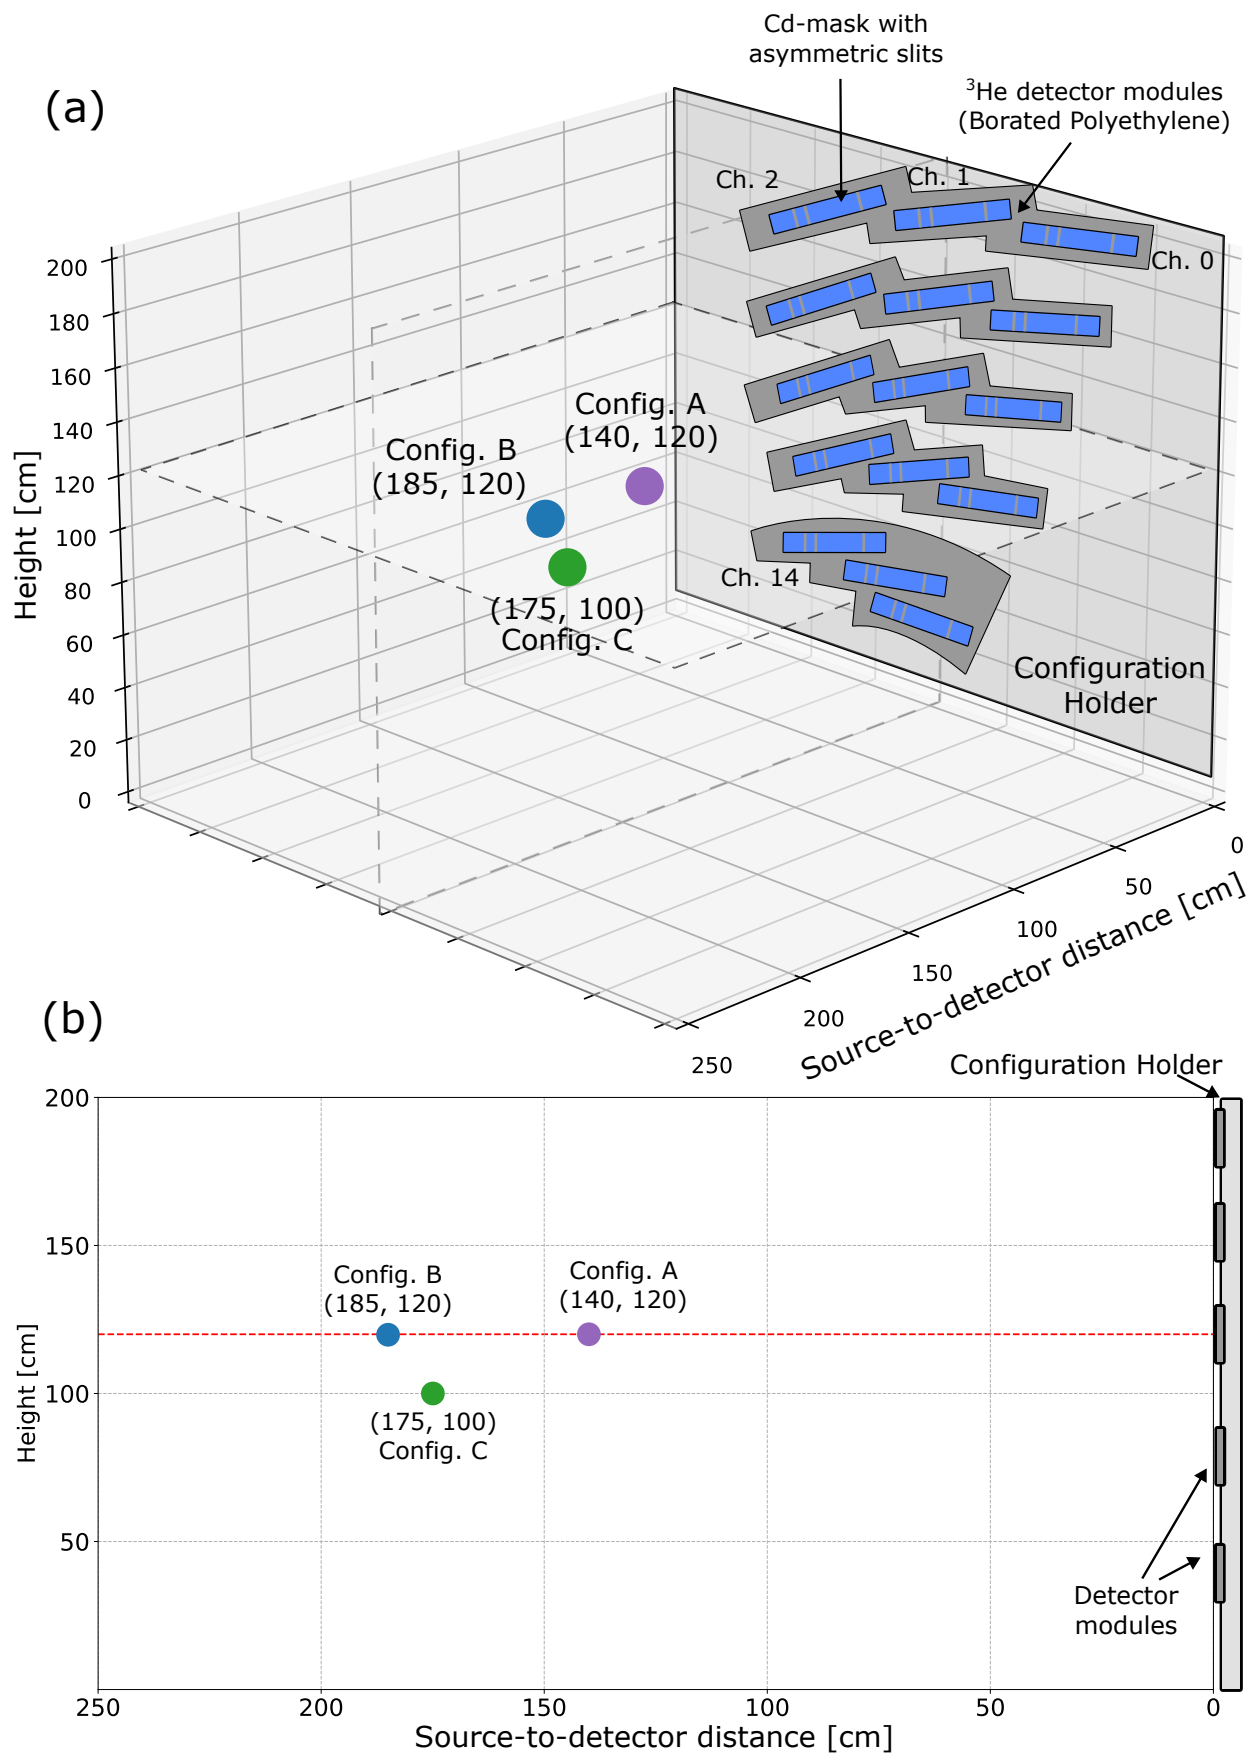 (a)
Cd-mask with
asymmetric slits
³He detector modules
(Borated Polyethylene)
Ch. 2
Ch. 1
Ch. 0
200
180
160
140
120
100
80
60
40
20
0
Height [cm]
Config. A
(140, 120)
Config. B
(185, 120)
(175, 100)
Config. C
Ch. 14
Configuration
Holder
0
50
100
150
200
250
Source-to-detector distance [cm]
(b)
Configuration Holder
200
150
100
50
Height [cm]
Config. B
(185, 120)
Config. A
(140, 120)
(175, 100)
Config. C
Detector
modules
250
200
150
100
50
0
Source-to-detector distance [cm]